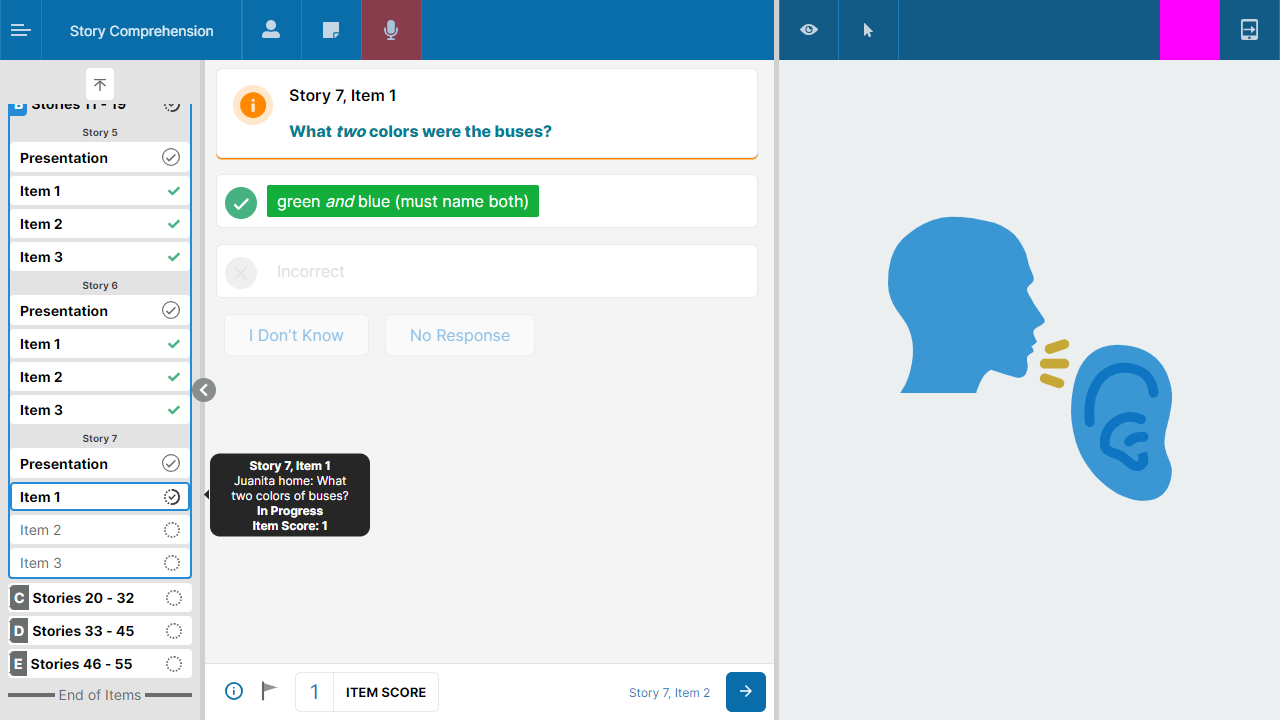 Story Comprehension
B Stories 11 - 19
Story 5
Presentation
Item 1
Item 2
Item 3
Story 6
Presentation
Item 1
Item 2
Item 3
Story 7
Presentation
Item 1
Item 2
Item 3
C Stories 20 - 32
D Stories 33 - 45
E Stories 46 - 55
End of Items
Story 7, Item 1
What two colors were the buses?
green and blue (must name both)
Incorrect
I Don’t Know
No Response
Story 7, Item 1
Juanita home: What
two colors of buses?
In Progress
Item Score: 1
1 ITEM SCORE
Story 7, Item 2